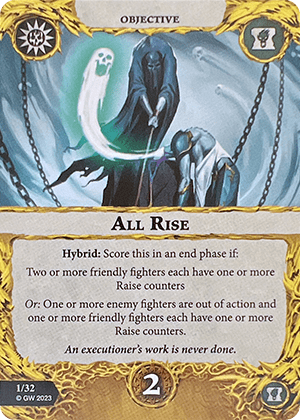 OBJECTIVE
ALL RISE
Hybrid: Score this in an end phase if:
Two or more friendly fighters each have one or more
Raise counters
Or: One or more enemy fighters are out of action and
one or more friendly fighters each have one or more
Raise counters.
An executioner's work is never done.
1/32
© GW 2023
2